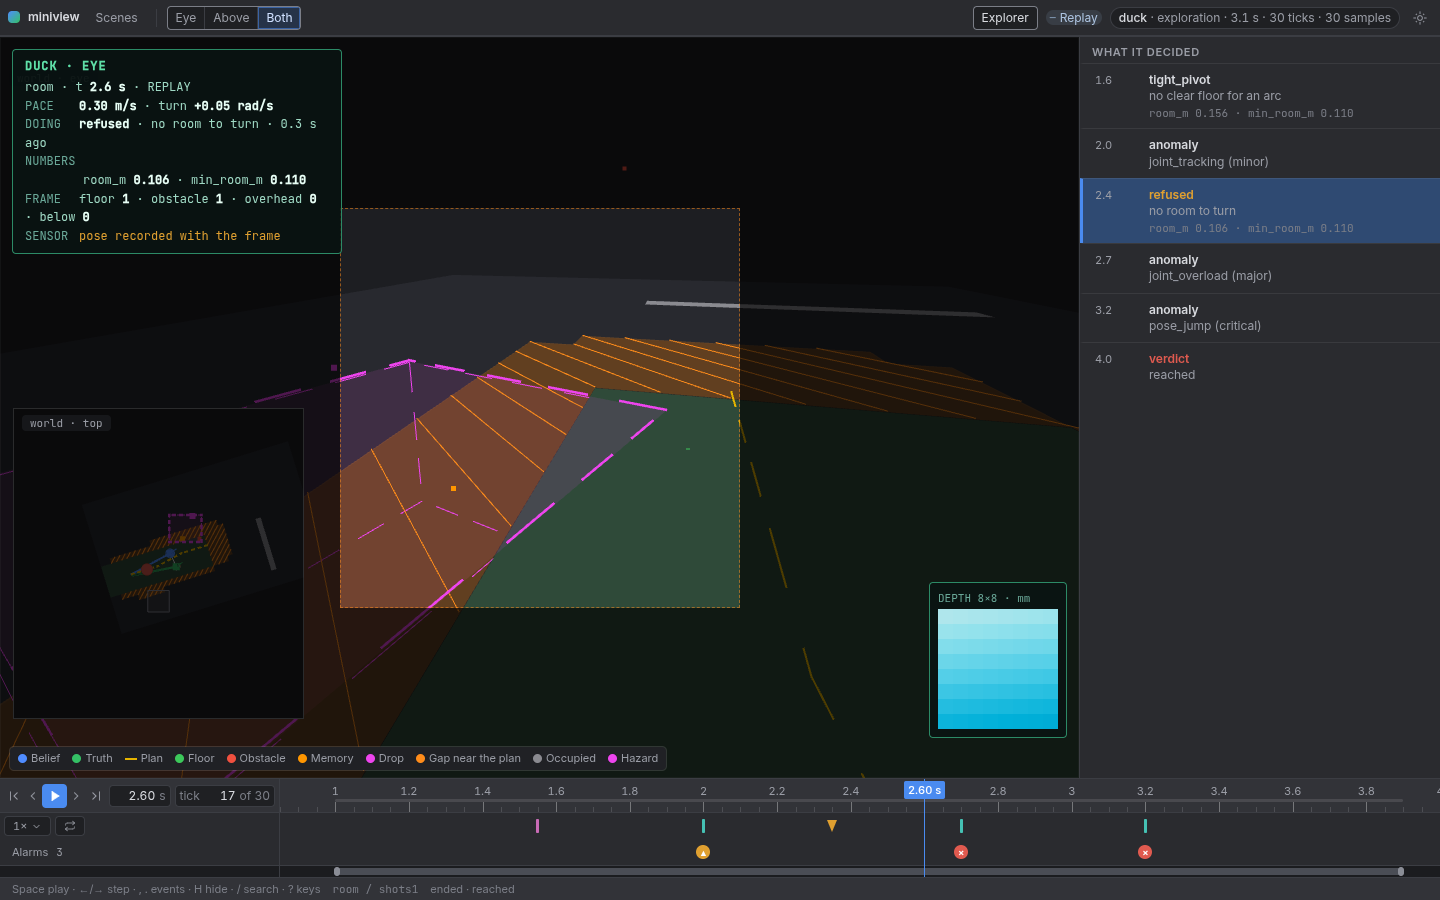 miniview Scenes Eye Above Both Explorer Replay duck · exploration · 3.1 s · 30 ticks · 30 samples
DUCK · EYE
room · t 2.6 s · REPLAY
PACE 0.30 m/s · turn +0.05 rad/s
DOING refused · no room to turn · 0.3 s
ago
NUMBERS
room_m 0.106 · min_room_m 0.110
FRAME floor 1 · obstacle 1 · overhead 0
· below 0
SENSOR pose recorded with the frame
world · top
DEPTH 8×8 · mm
Belief Truth Plan Floor Obstacle Memory Drop Gap near the plan Occupied Hazard
WHAT IT DECIDED
1.6 tight_pivot
no clear floor for an arc
room_m 0.156 · min_room_m 0.110
2.0 anomaly
joint_tracking (minor)
2.4 refused
no room to turn
room_m 0.106 · min_room_m 0.110
2.7 anomaly
joint_overload (major)
3.2 anomaly
pose_jump (critical)
4.0 verdict
reached
2.60 s tick 17 of 30 1 1.2 1.4 1.6 1.8 2 2.2 2.4 2.60 s 2.8 3 3.2 3.4 3.6 3.8
1×
Alarms 3
Space play · ←/→ step · , . events · H hide · / search · ? keys room / shots1 ended · reached